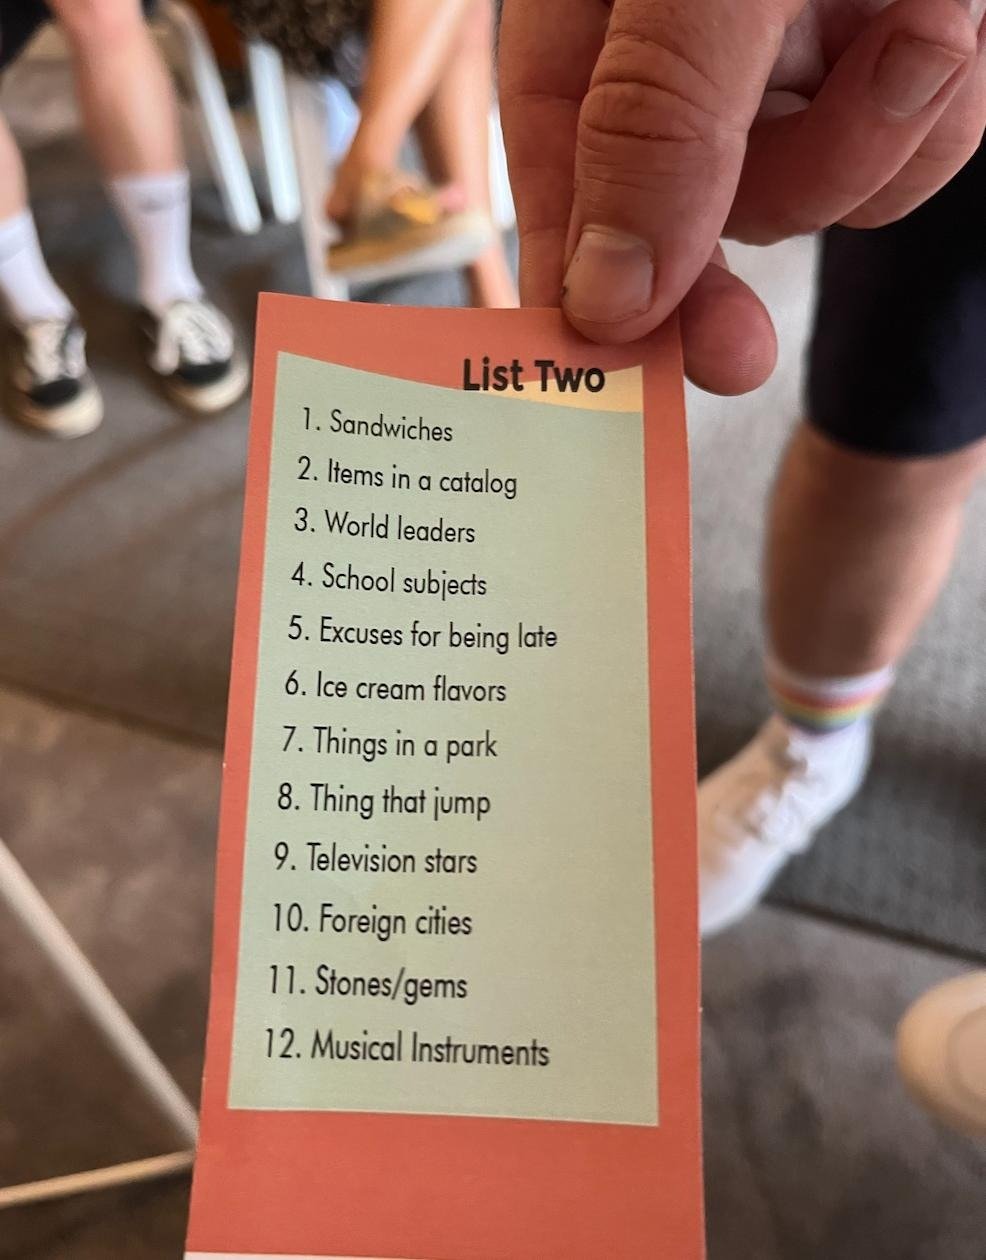 List Two
1. Sandwiches
2. Items in a catalog
3. World leaders
4. School subjects
5. Excuses for being late
6. Ice cream flavors
7. Things in a park
8. Thing that jump
9. Television stars
10. Foreign cities
11. Stones/gems
12. Musical Instruments